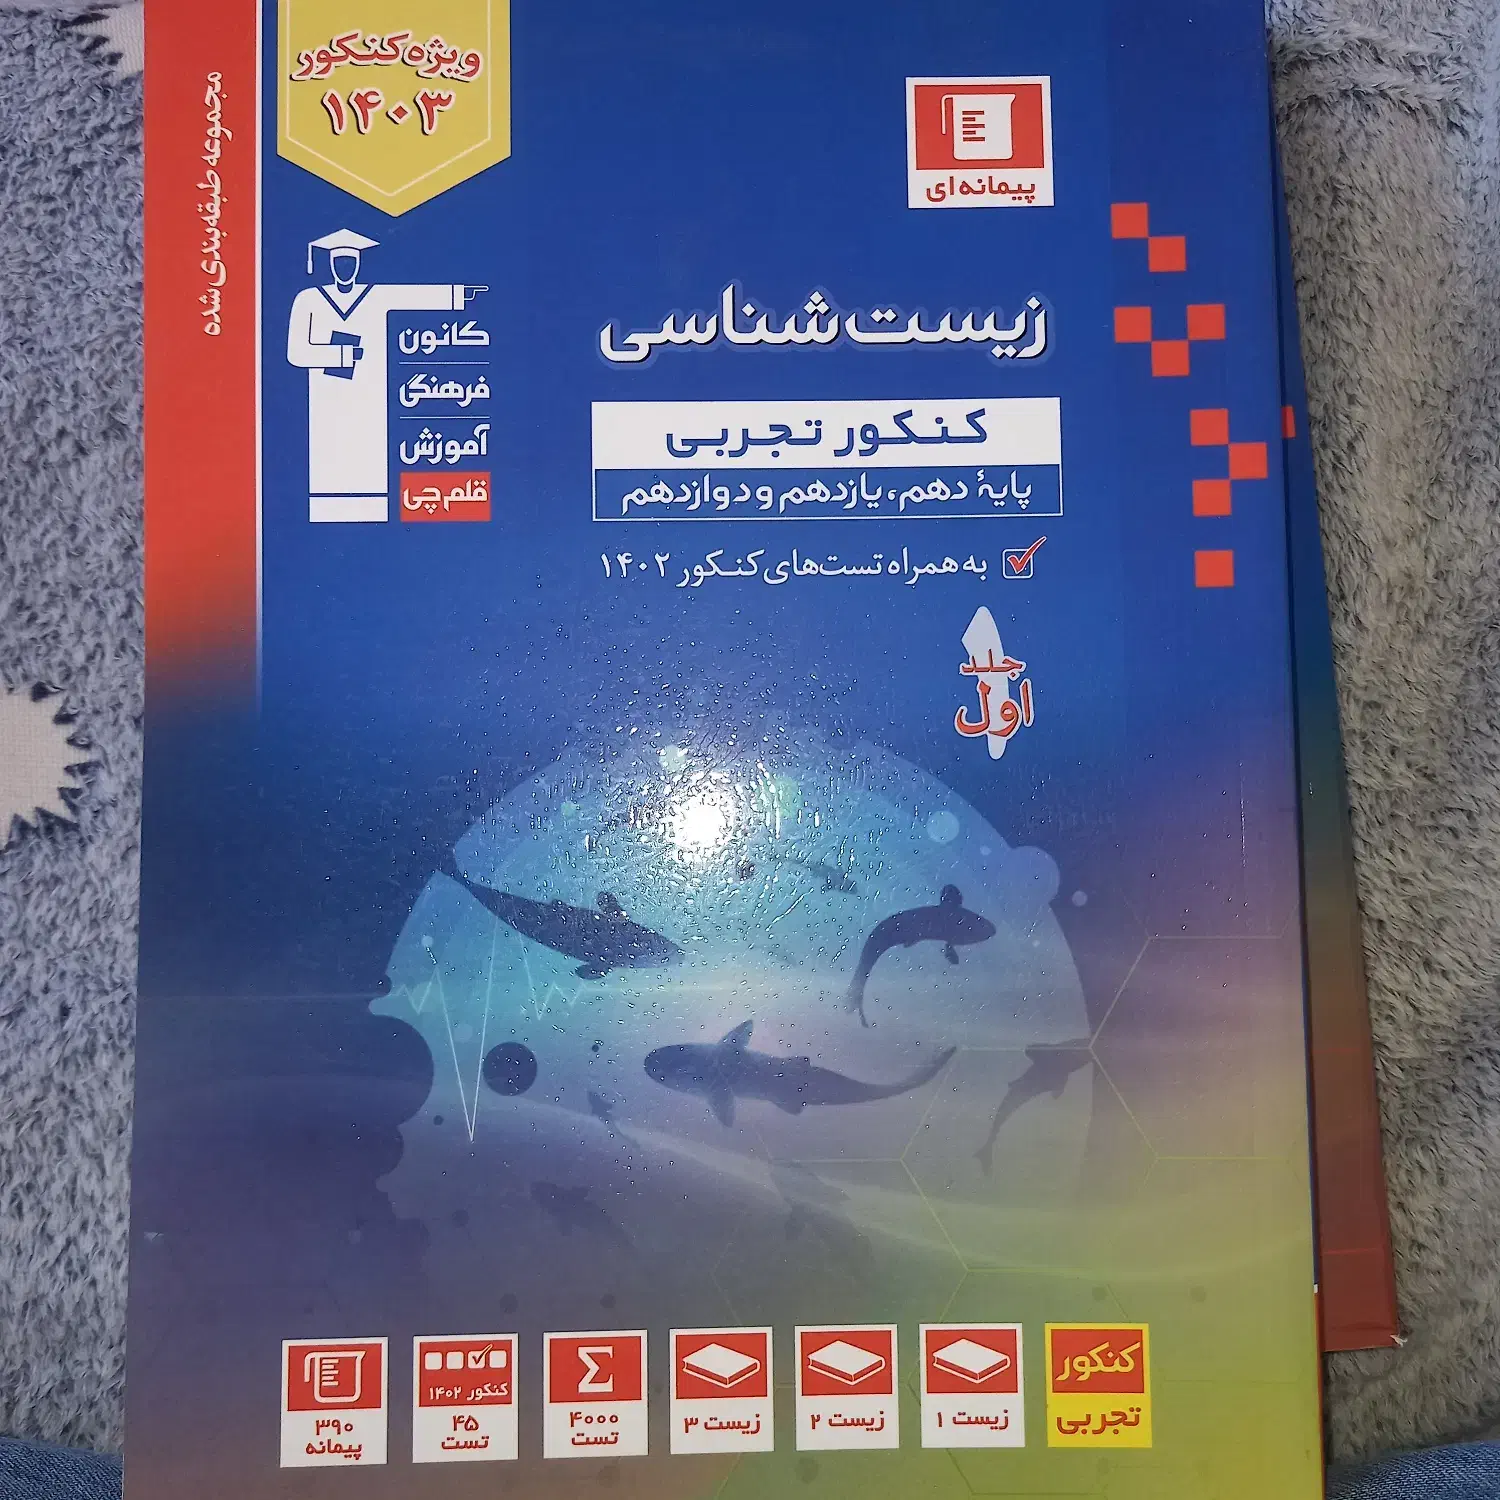 مجموعه طبقه‌بندی شده
ویژه کنکور
۱۴۰۳
پیمانه‌ای
کانون
فرهنگی
آموزش
قلم‌چی
زیست‌شناسی
کنکور تجربی
پایهٔ دهم، یازدهم و دوازدهم
به همراه تست‌های کنکور ۱۴۰۲
جلد
اول
کنکور
تجربی
زیست ۱
زیست ۲
زیست ۳
۴۰۰۰
تست
کنکور ۱۴۰۲
۴۵
تست
۳۹۰
پیمانه